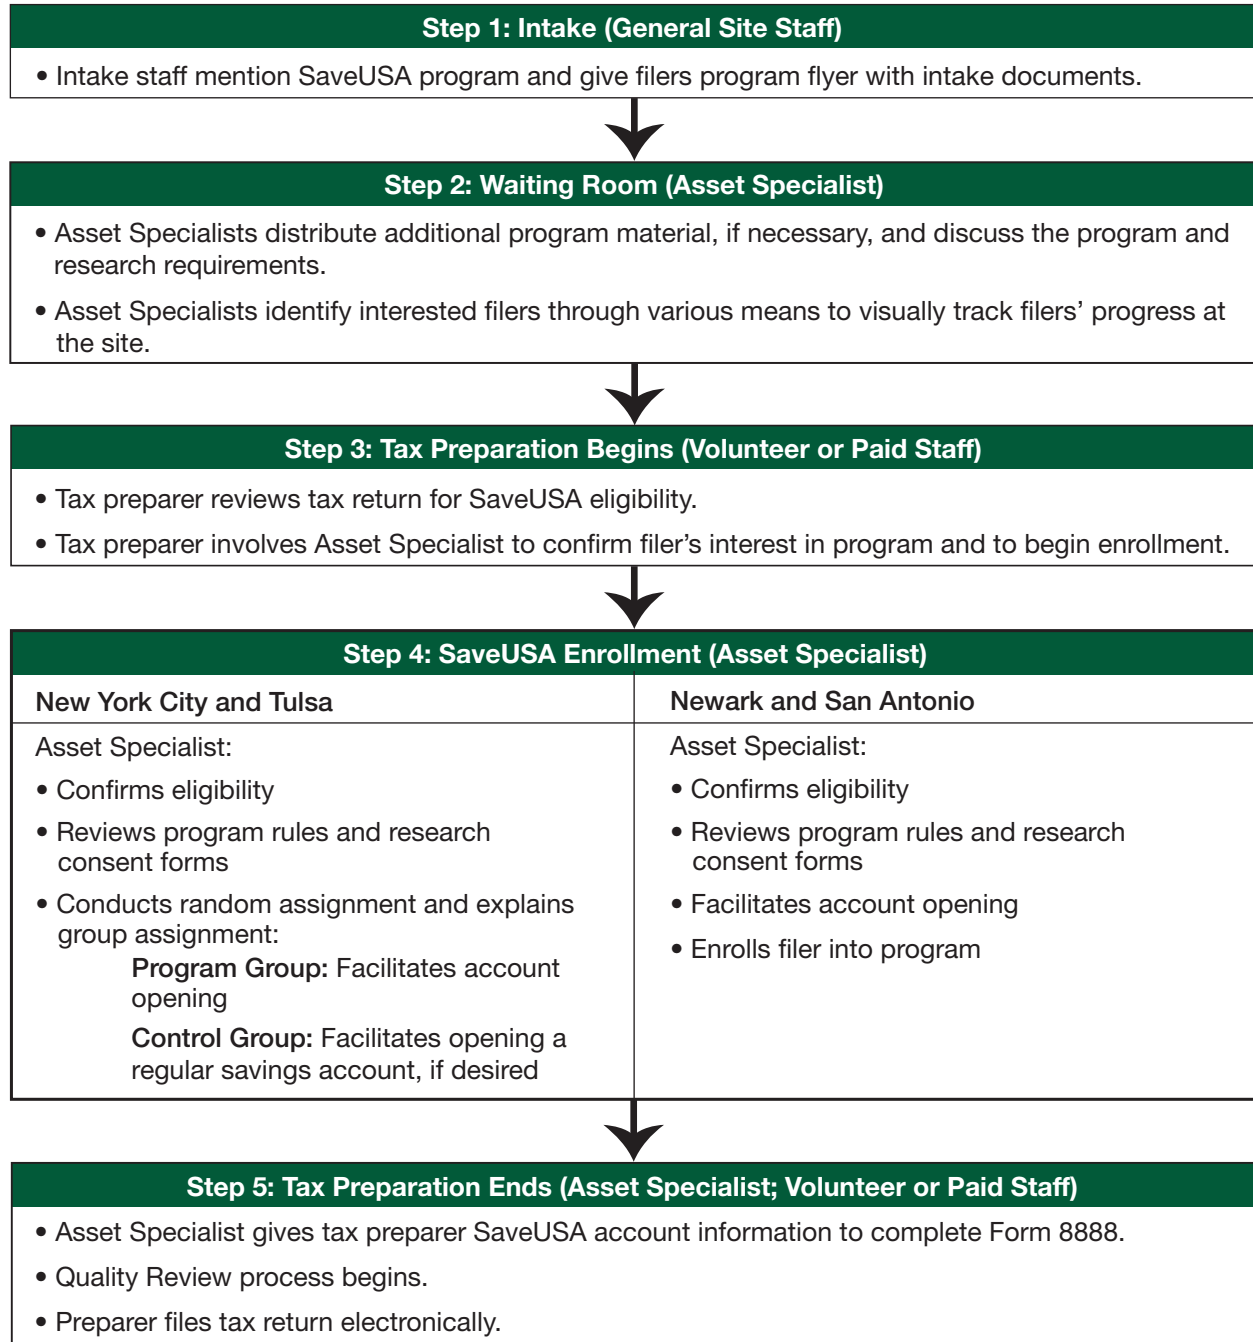 Step 1: Intake (General Site Staff)
• Intake staff mention SaveUSA program and give filers program flyer with intake documents.
Step 2: Waiting Room (Asset Specialist)
• Asset Specialists distribute additional program material, if necessary, and discuss the program and
research requirements.
• Asset Specialists identify interested filers through various means to visually track filers’ progress at
the site.
Step 3: Tax Preparation Begins (Volunteer or Paid Staff)
• Tax preparer reviews tax return for SaveUSA eligibility.
• Tax preparer involves Asset Specialist to confirm filer’s interest in program and to begin enrollment.
Step 4: SaveUSA Enrollment (Asset Specialist)
New York City and Tulsa
Asset Specialist:
• Confirms eligibility
• Reviews program rules and research
consent forms
• Conducts random assignment and explains
group assignment:
Program Group: Facilitates account
opening
Control Group: Facilitates opening a
regular savings account, if desired
Newark and San Antonio
Asset Specialist:
• Confirms eligibility
• Reviews program rules and research
consent forms
• Facilitates account opening
• Enrolls filer into program
Step 5: Tax Preparation Ends (Asset Specialist; Volunteer or Paid Staff)
• Asset Specialist gives tax preparer SaveUSA account information to complete Form 8888.
• Quality Review process begins.
• Preparer files tax return electronically.